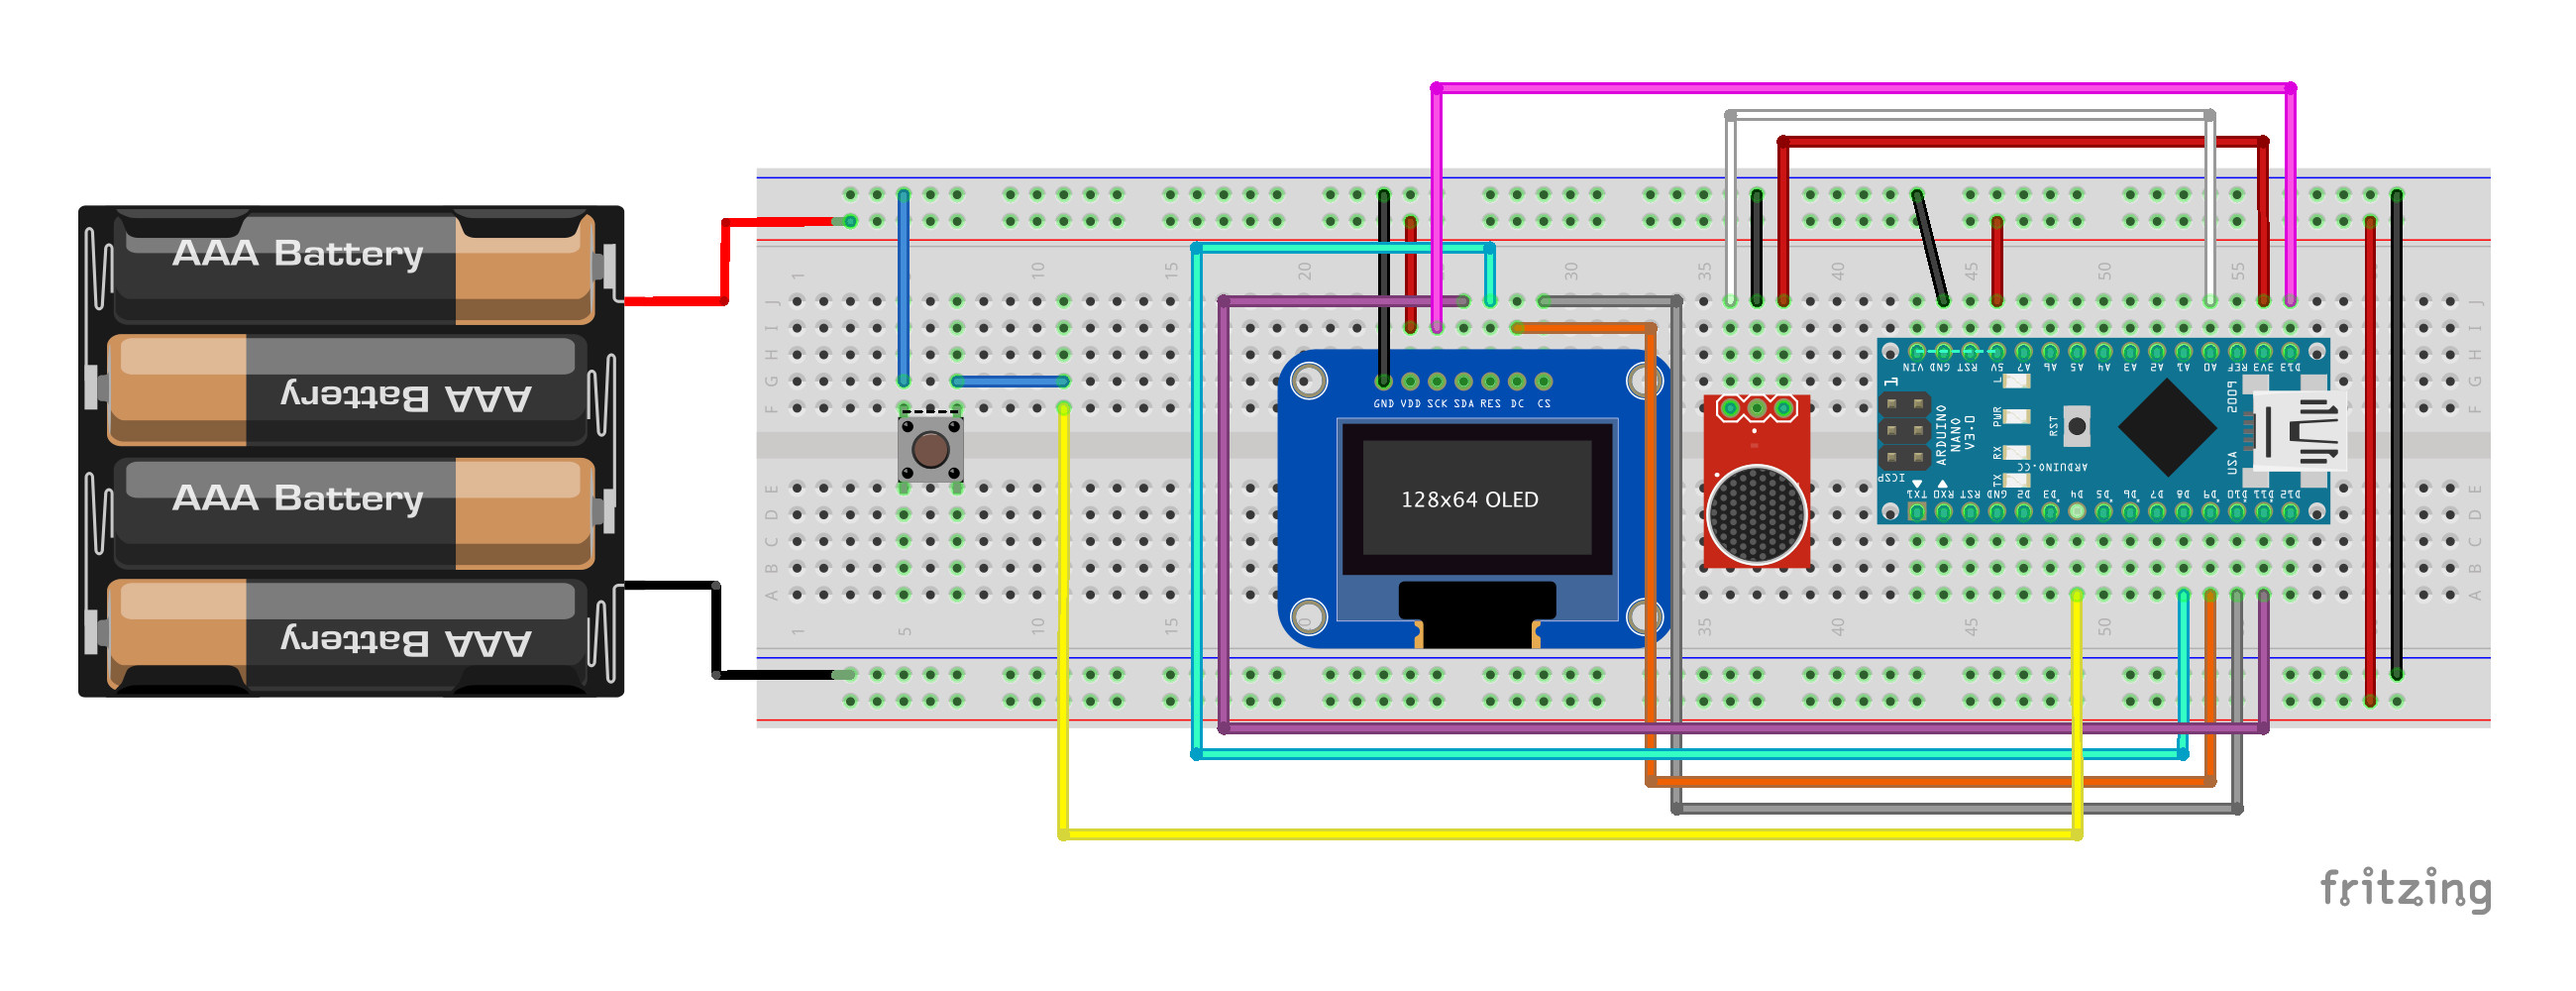 AAA Battery
AAA Battery
AAA Battery
AAA Battery
1 5 10 15 20 30 35 40 45 50 55
J
I
H
G
F
E
D
C
B
A
1 5 10 15 35 40 45 50
GND VDD SCK SDA RES DC CS
128x64 OLED
VIN GND RST 5V A7 A6 A5 A4 A3 A2 A1 A0 REF 3V3 D13
L
PWR
RX
TX
RST
ARDUINO
NANO
V3.0
ARDUINO.CC
ICSP
USA
TX1 RX0 RST GND D2 D3 D4 D5 D6 D7 D8 D9 D10 D11 D12
J
I
H
G
F
E
D
C
B
A
fritzing